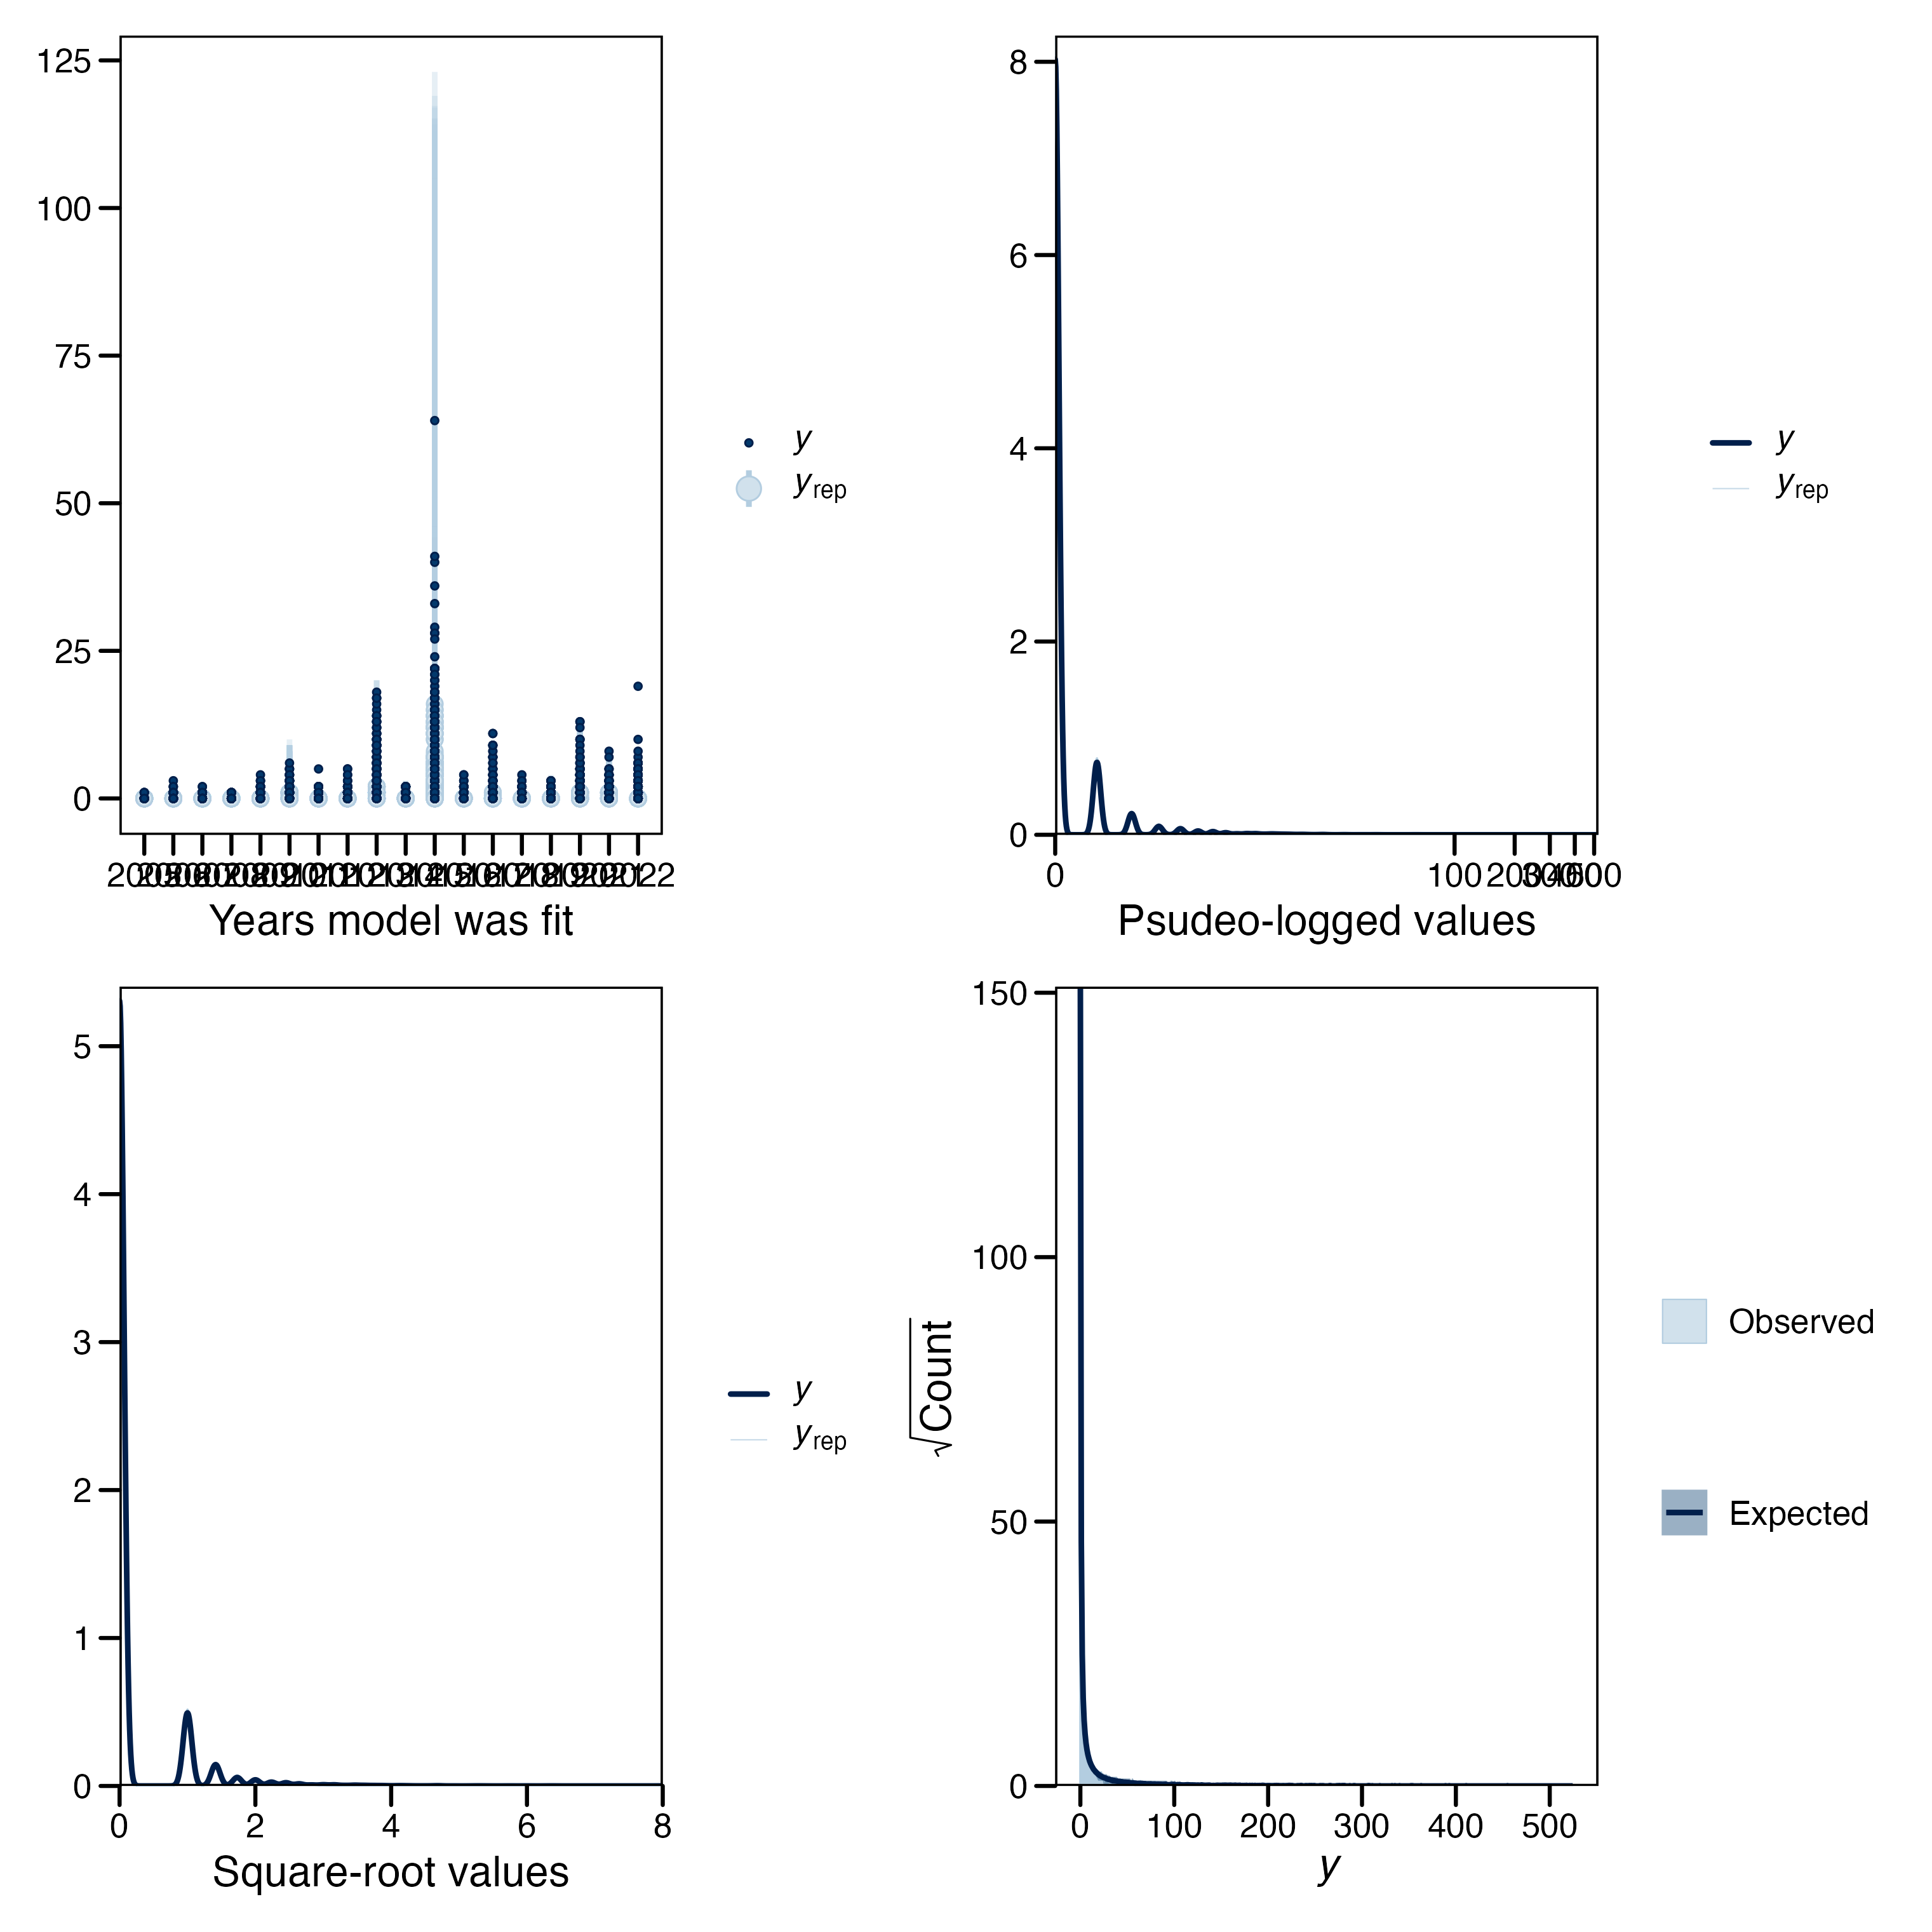 125
100
75
50
25
0
Years model was fit
y
yrep
8
6
4
2
0
0
100
Psudeo-logged values
y
yrep
5
4
3
2
1
0
0
2
4
6
8
Square-root values
y
yrep
√Count
150
100
50
0
0
100
200
300
400
500
y
Observed
Expected